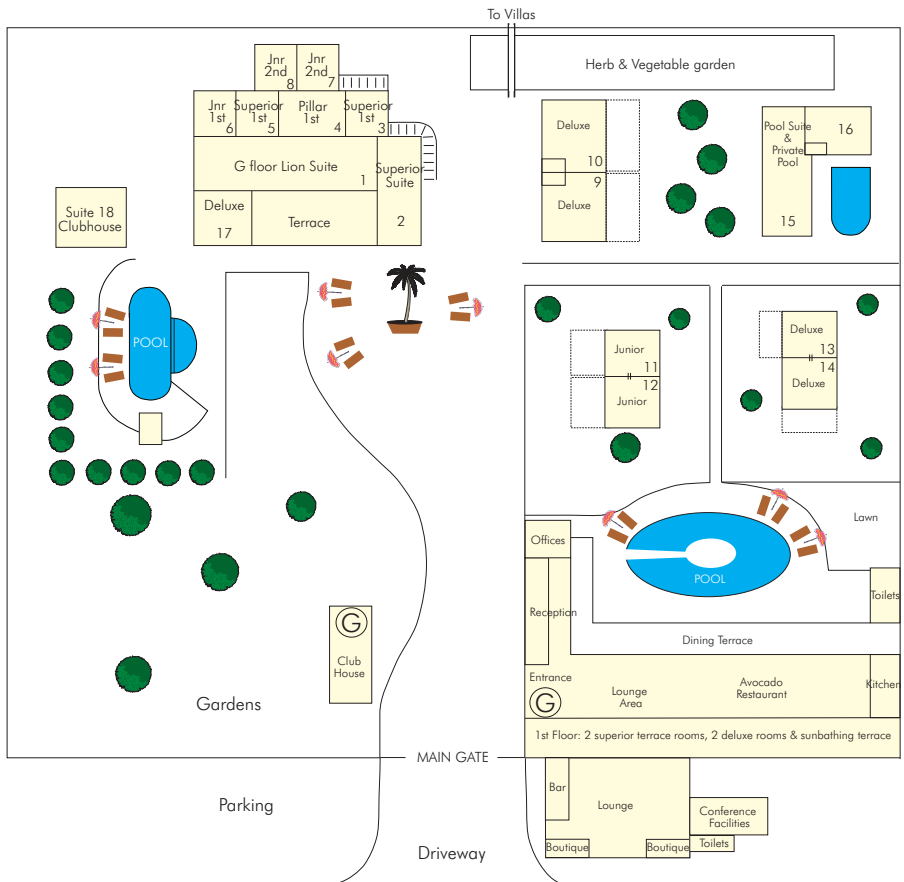 To Villas
Herb & Vegetable garden
Jnr
2nd
8
Jnr
2nd
7
Jnr
1st
6
Superior
1st
5
Pillar
1st
4
Superior
1st
3
G floor Lion Suite
1
Superior
Suite
2
Deluxe
17
Terrace
Suite 18
Clubhouse
Deluxe
10
9
Deluxe
Pool Suite
&
Private
Pool
15
16
POOL
Junior
11
12
Junior
Deluxe
13
14
Deluxe
Lawn
Offices
POOL
Toilets
Reception
Dining Terrace
G
Club
House
Entrance
G
Lounge
Area
Avocado
Restaurant
Kitchen
Gardens
1st Floor: 2 superior terrace rooms, 2 deluxe rooms & sunbathing terrace
MAIN GATE
Parking
Bar
Lounge
Conference
Facilities
Toilets
Boutique
Boutique
Driveway